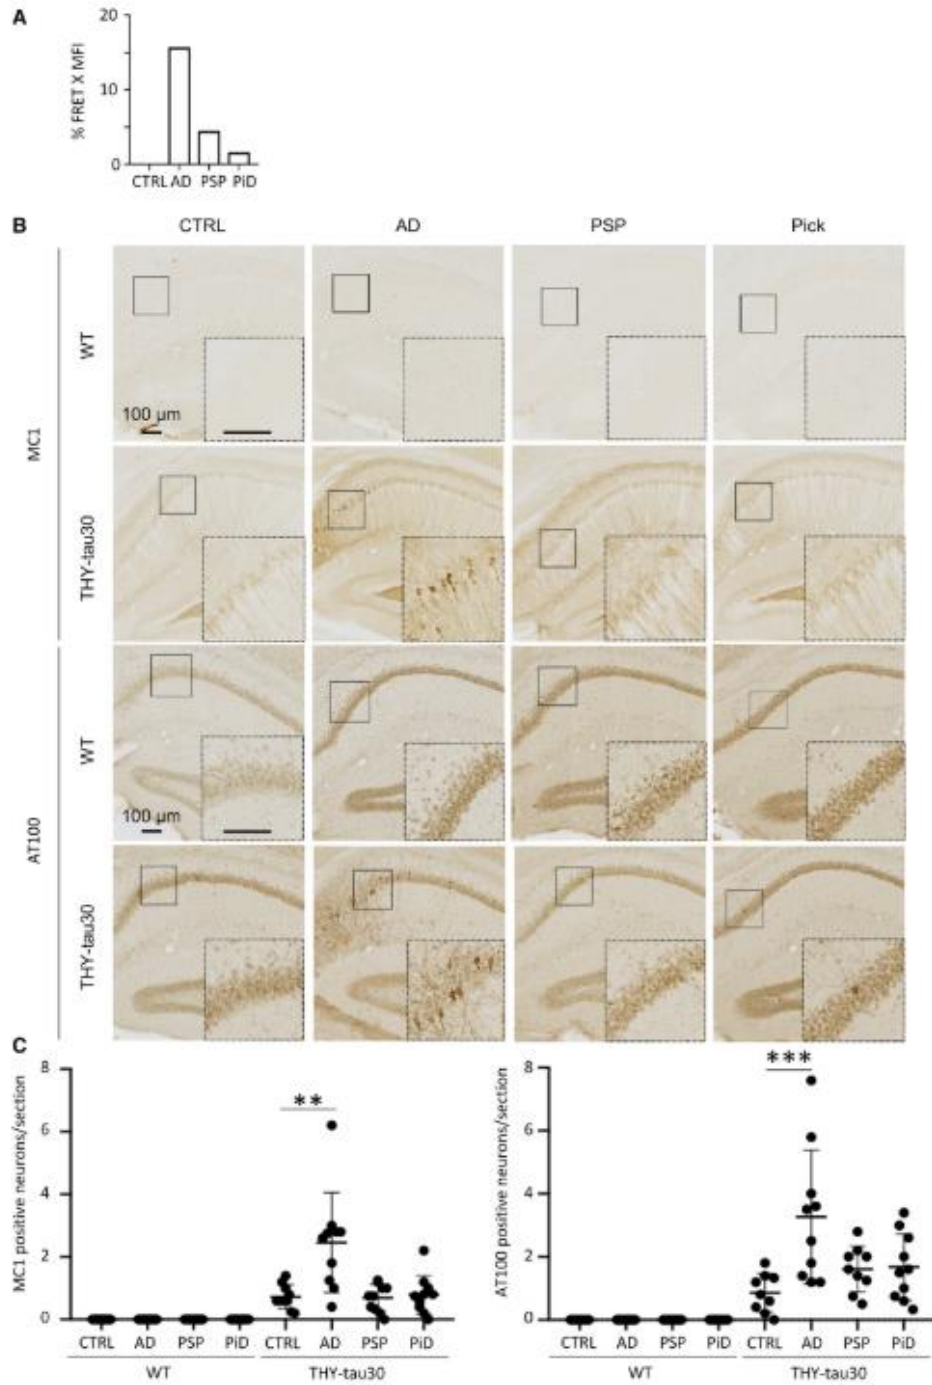 A
20
10
0
% FRET X MFI
CTRL AD PSP PiD
B
CTRL AD PSP Pick
MC1
WT
100 µm
THY-tau30
AT100
WT
100 µm
THY-tau30
C
8
6
4
2
0
MC1 positive neurons/section
**
CTRL AD PSP PiD CTRL AD PSP PiD
WT THY-tau30
8
6
4
2
0
AT100 positive neurons/section
***
CTRL AD PSP PiD CTRL AD PSP PiD
WT THY-tau30